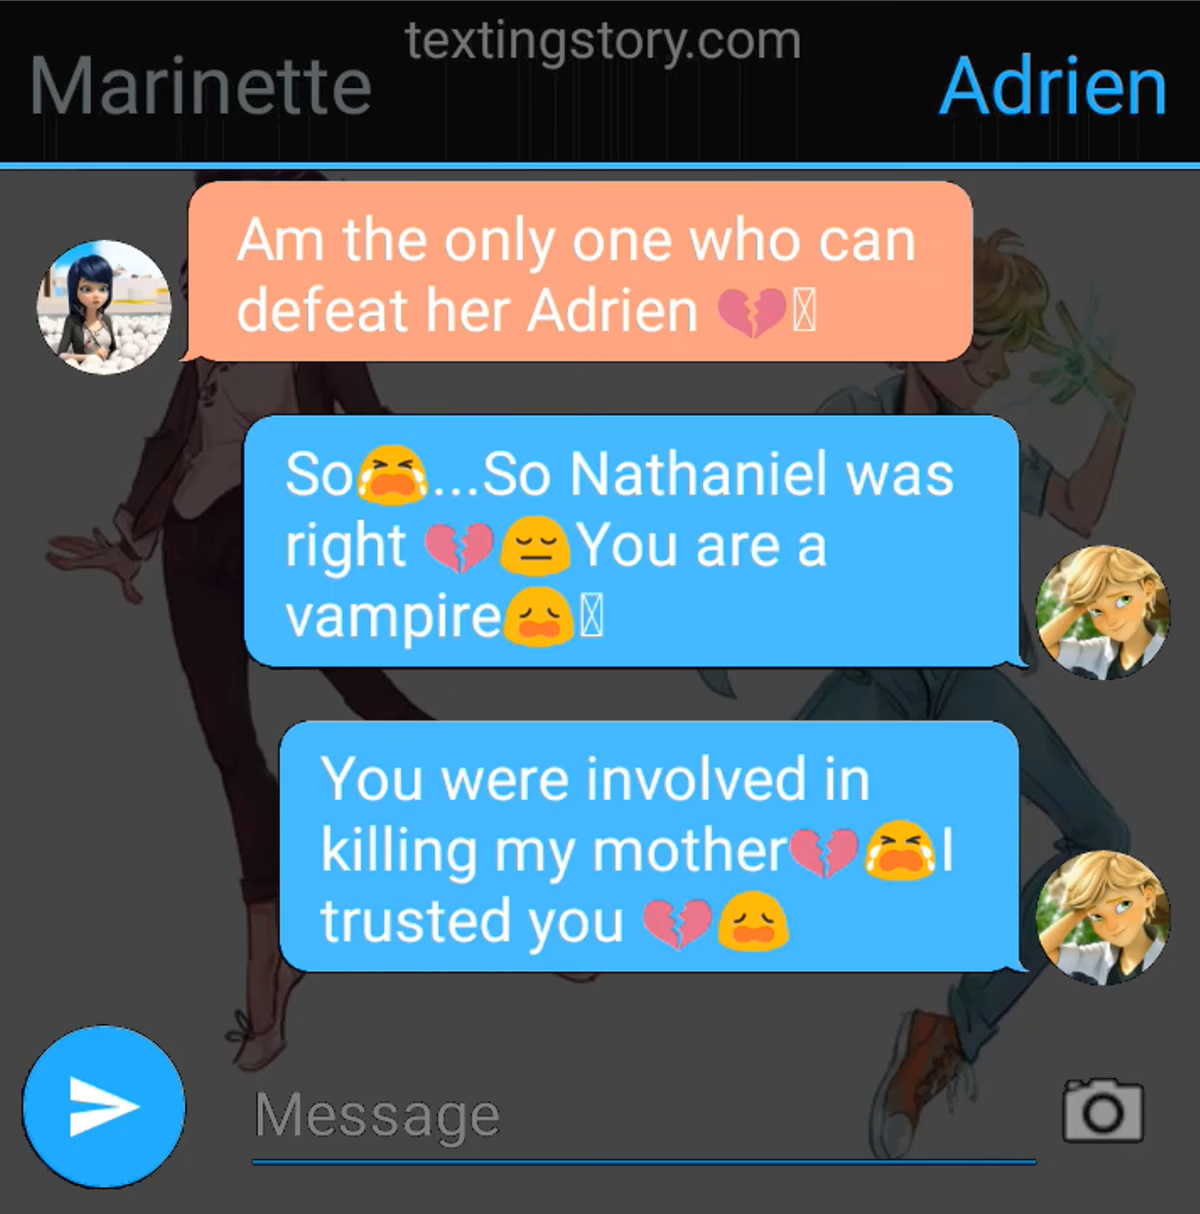 textingstory.com
Marinette
Adrien
Am the only one who can
defeat her Adrien 💔
So😭...So Nathaniel was
right 💔😔You are a
vampire😩
You were involved in
killing my mother💔😭I
trusted you 💔😩
Message